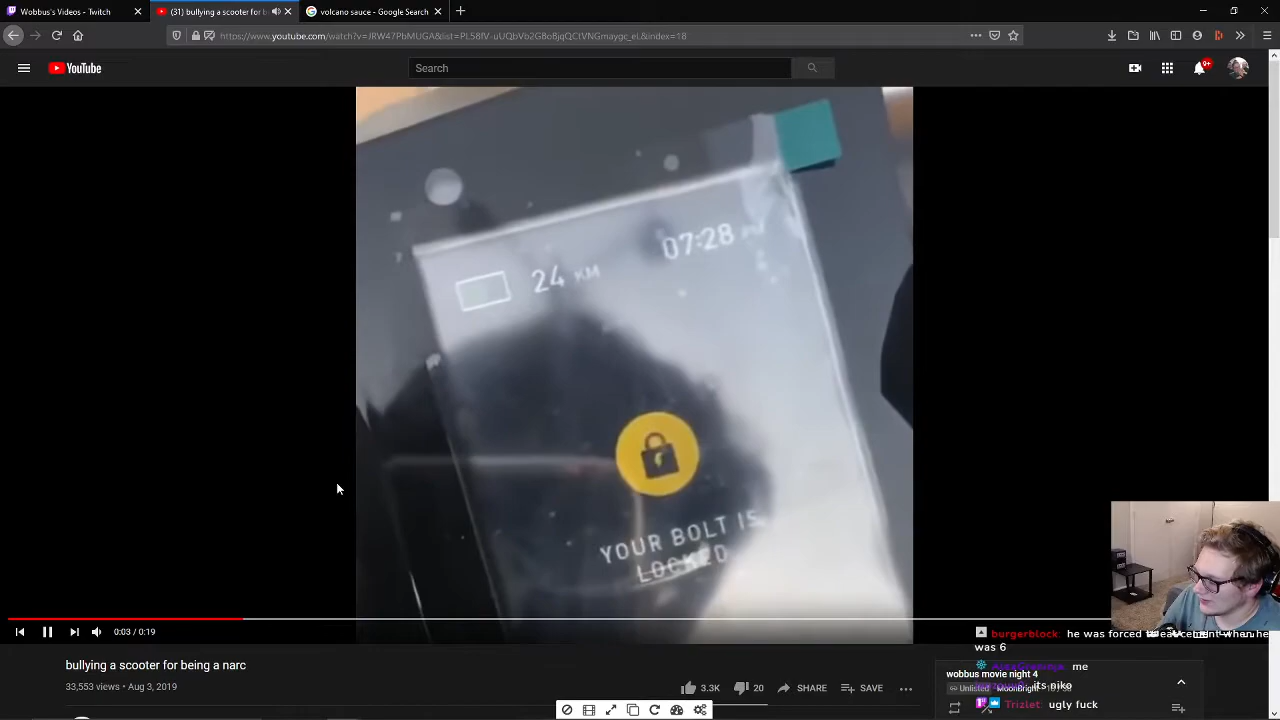 Wobbus's Videos - Twitch
(31) bullying a scooter for b
volcano sauce - Google Search
https://www.youtube.com/watch?v=JRW47PbMUGA&list=PL58fV-uUQbVb2G8oBjqQCtVNGmaygc_eL&index=18
YouTube
Search
9+
24 KM
07:28
YOUR BOLT IS
LOCKED
0:03 / 0:19
burgerblock: he was forced
when he
was 6
me
its niko
Trizlet: ugly fuck
bullying a scooter for being a narc
33,553 views • Aug 3, 2019
3.3K
20
SHARE
SAVE
wobbus movie night 4
Unlisted